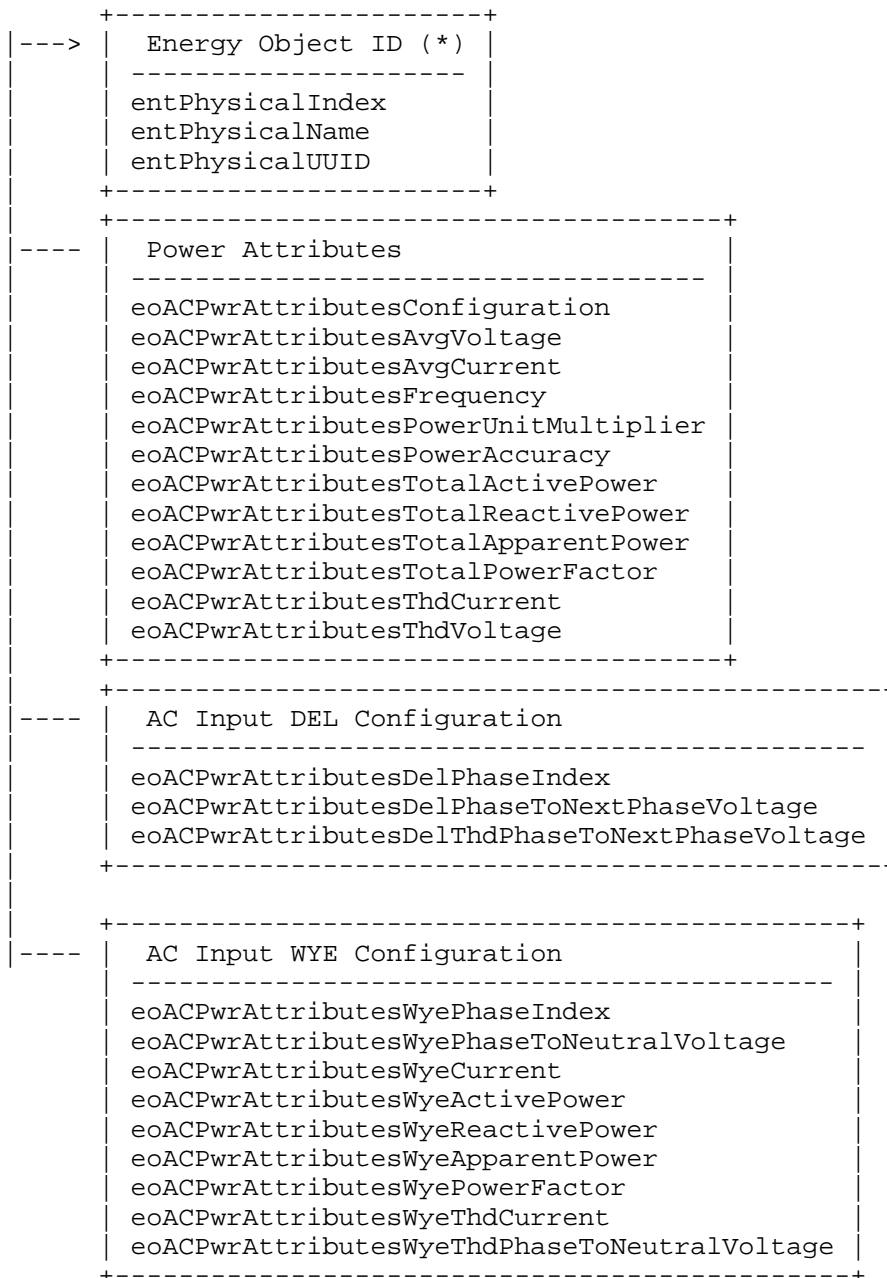 Energy Object ID (*)
entPhysicalIndex
entPhysicalName
entPhysicalUUID
Power Attributes
eoACPwrAttributesConfiguration
eoACPwrAttributesAvgVoltage
eoACPwrAttributesAvgCurrent
eoACPwrAttributesFrequency
eoACPwrAttributesPowerUnitMultiplier
eoACPwrAttributesPowerAccuracy
eoACPwrAttributesTotalActivePower
eoACPwrAttributesTotalReactivePower
eoACPwrAttributesTotalApparentPower
eoACPwrAttributesTotalPowerFactor
eoACPwrAttributesThdCurrent
eoACPwrAttributesThdVoltage
AC Input DEL Configuration
eoACPwrAttributesDelPhaseIndex
eoACPwrAttributesDelPhaseToNextPhaseVoltage
eoACPwrAttributesDelThdPhaseToNextPhaseVoltage
AC Input WYE Configuration
eoACPwrAttributesWyePhaseIndex
eoACPwrAttributesWyePhaseToNeutralVoltage
eoACPwrAttributesWyeCurrent
eoACPwrAttributesWyeActivePower
eoACPwrAttributesWyeReactivePower
eoACPwrAttributesWyeApparentPower
eoACPwrAttributesWyePowerFactor
eoACPwrAttributesWyeThdCurrent
eoACPwrAttributesWyeThdPhaseToNeutralVoltage